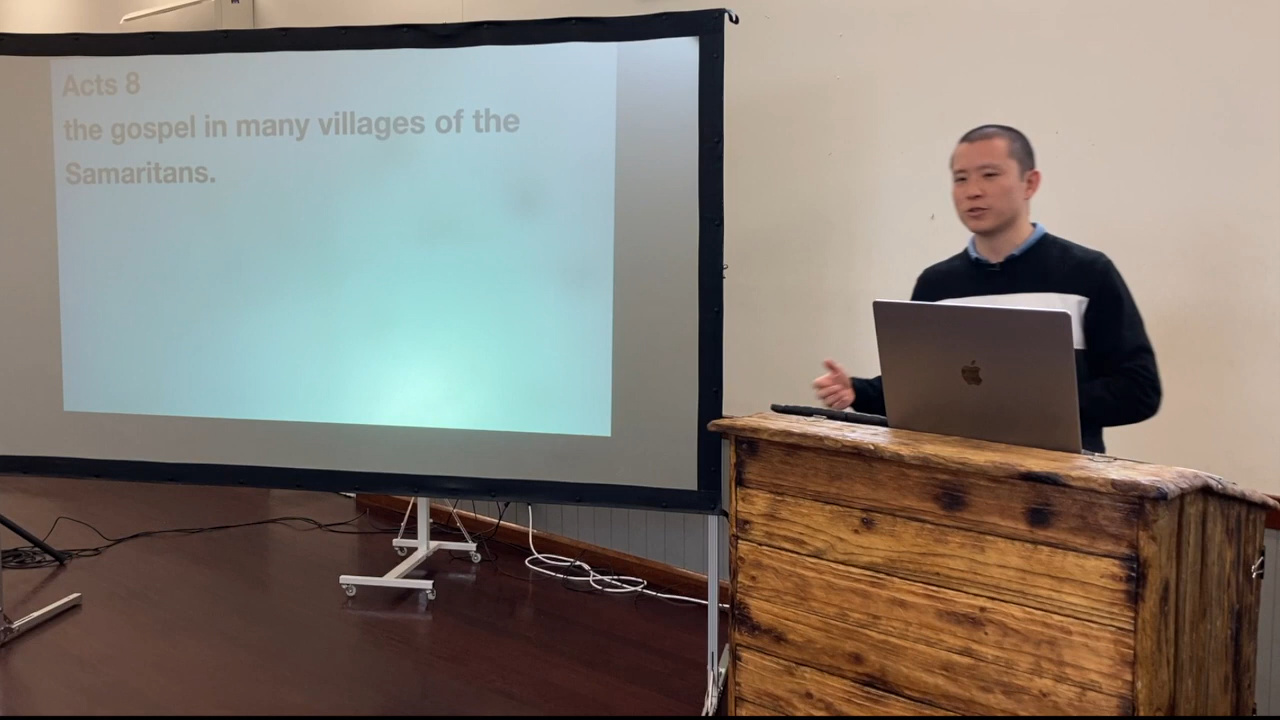 Acts 8
the gospel in many villages of the
Samaritans.